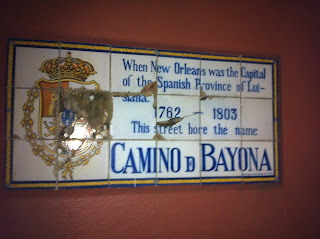 When New Orleans was the Capital
of the Spanish Province of Lui-
siana.
1762 — 1803
This street bore the name
CAMINO D BAYONA